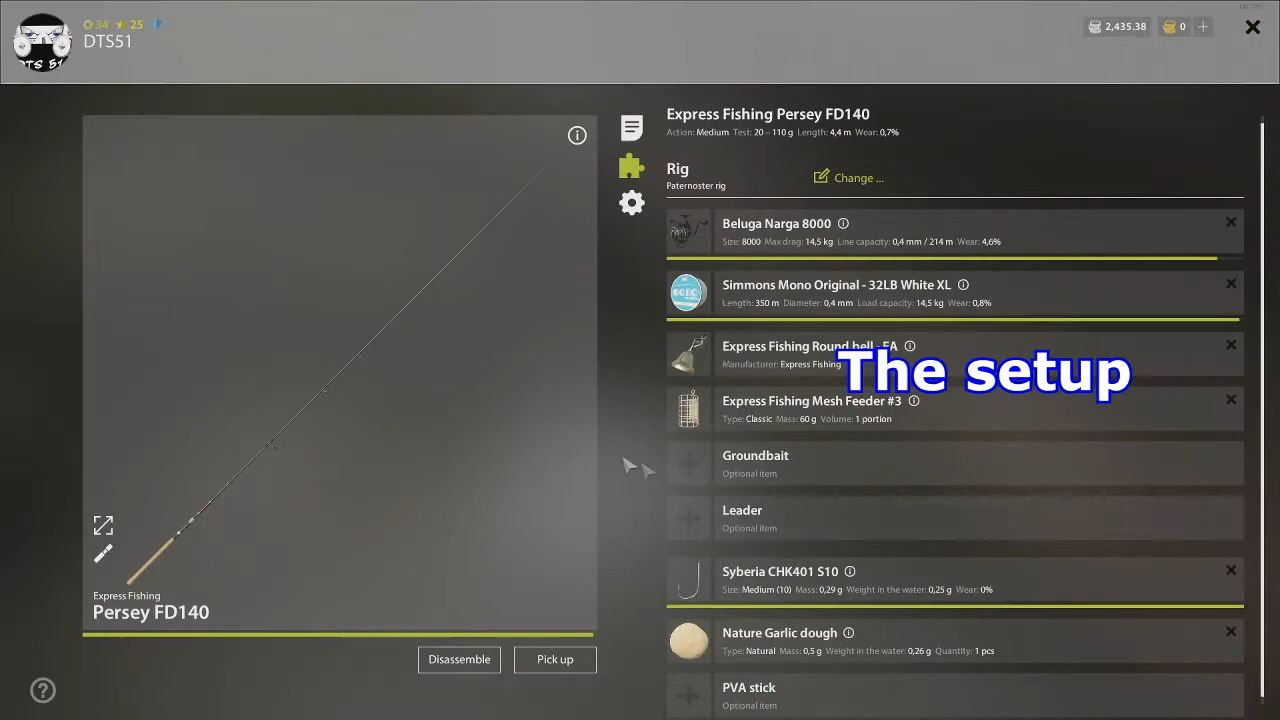 34 25
DTS51
DTS 51
2,435.38 0
Express Fishing Persey FD140
Action: Medium Test: 20 – 110 g Length: 4,4 m Wear: 0,7%
Rig
Paternoster rig
Change ...
Beluga Narga 8000
Size: 8000 Max drag: 14,5 kg Line capacity: 0,4 mm / 214 m Wear: 4,6%
Simmons Mono Original - 32LB White XL
Length: 350 m Diameter: 0,4 mm Load capacity: 14,5 kg Wear: 0,8%
Express Fishing Round bell - FA
Manufacturer: Express Fishing
The setup
Express Fishing Mesh Feeder #3
Type: Classic Mass: 60 g Volume: 1 portion
Groundbait
Optional item
Leader
Optional item
Syberia CHK401 S10
Size: Medium (10) Mass: 0,29 g Weight in the water: 0,25 g Wear: 0%
Nature Garlic dough
Type: Natural Mass: 0,5 g Weight in the water: 0,26 g Quantity: 1 pcs
PVA stick
Optional item
Express Fishing
Persey FD140
Disassemble
Pick up